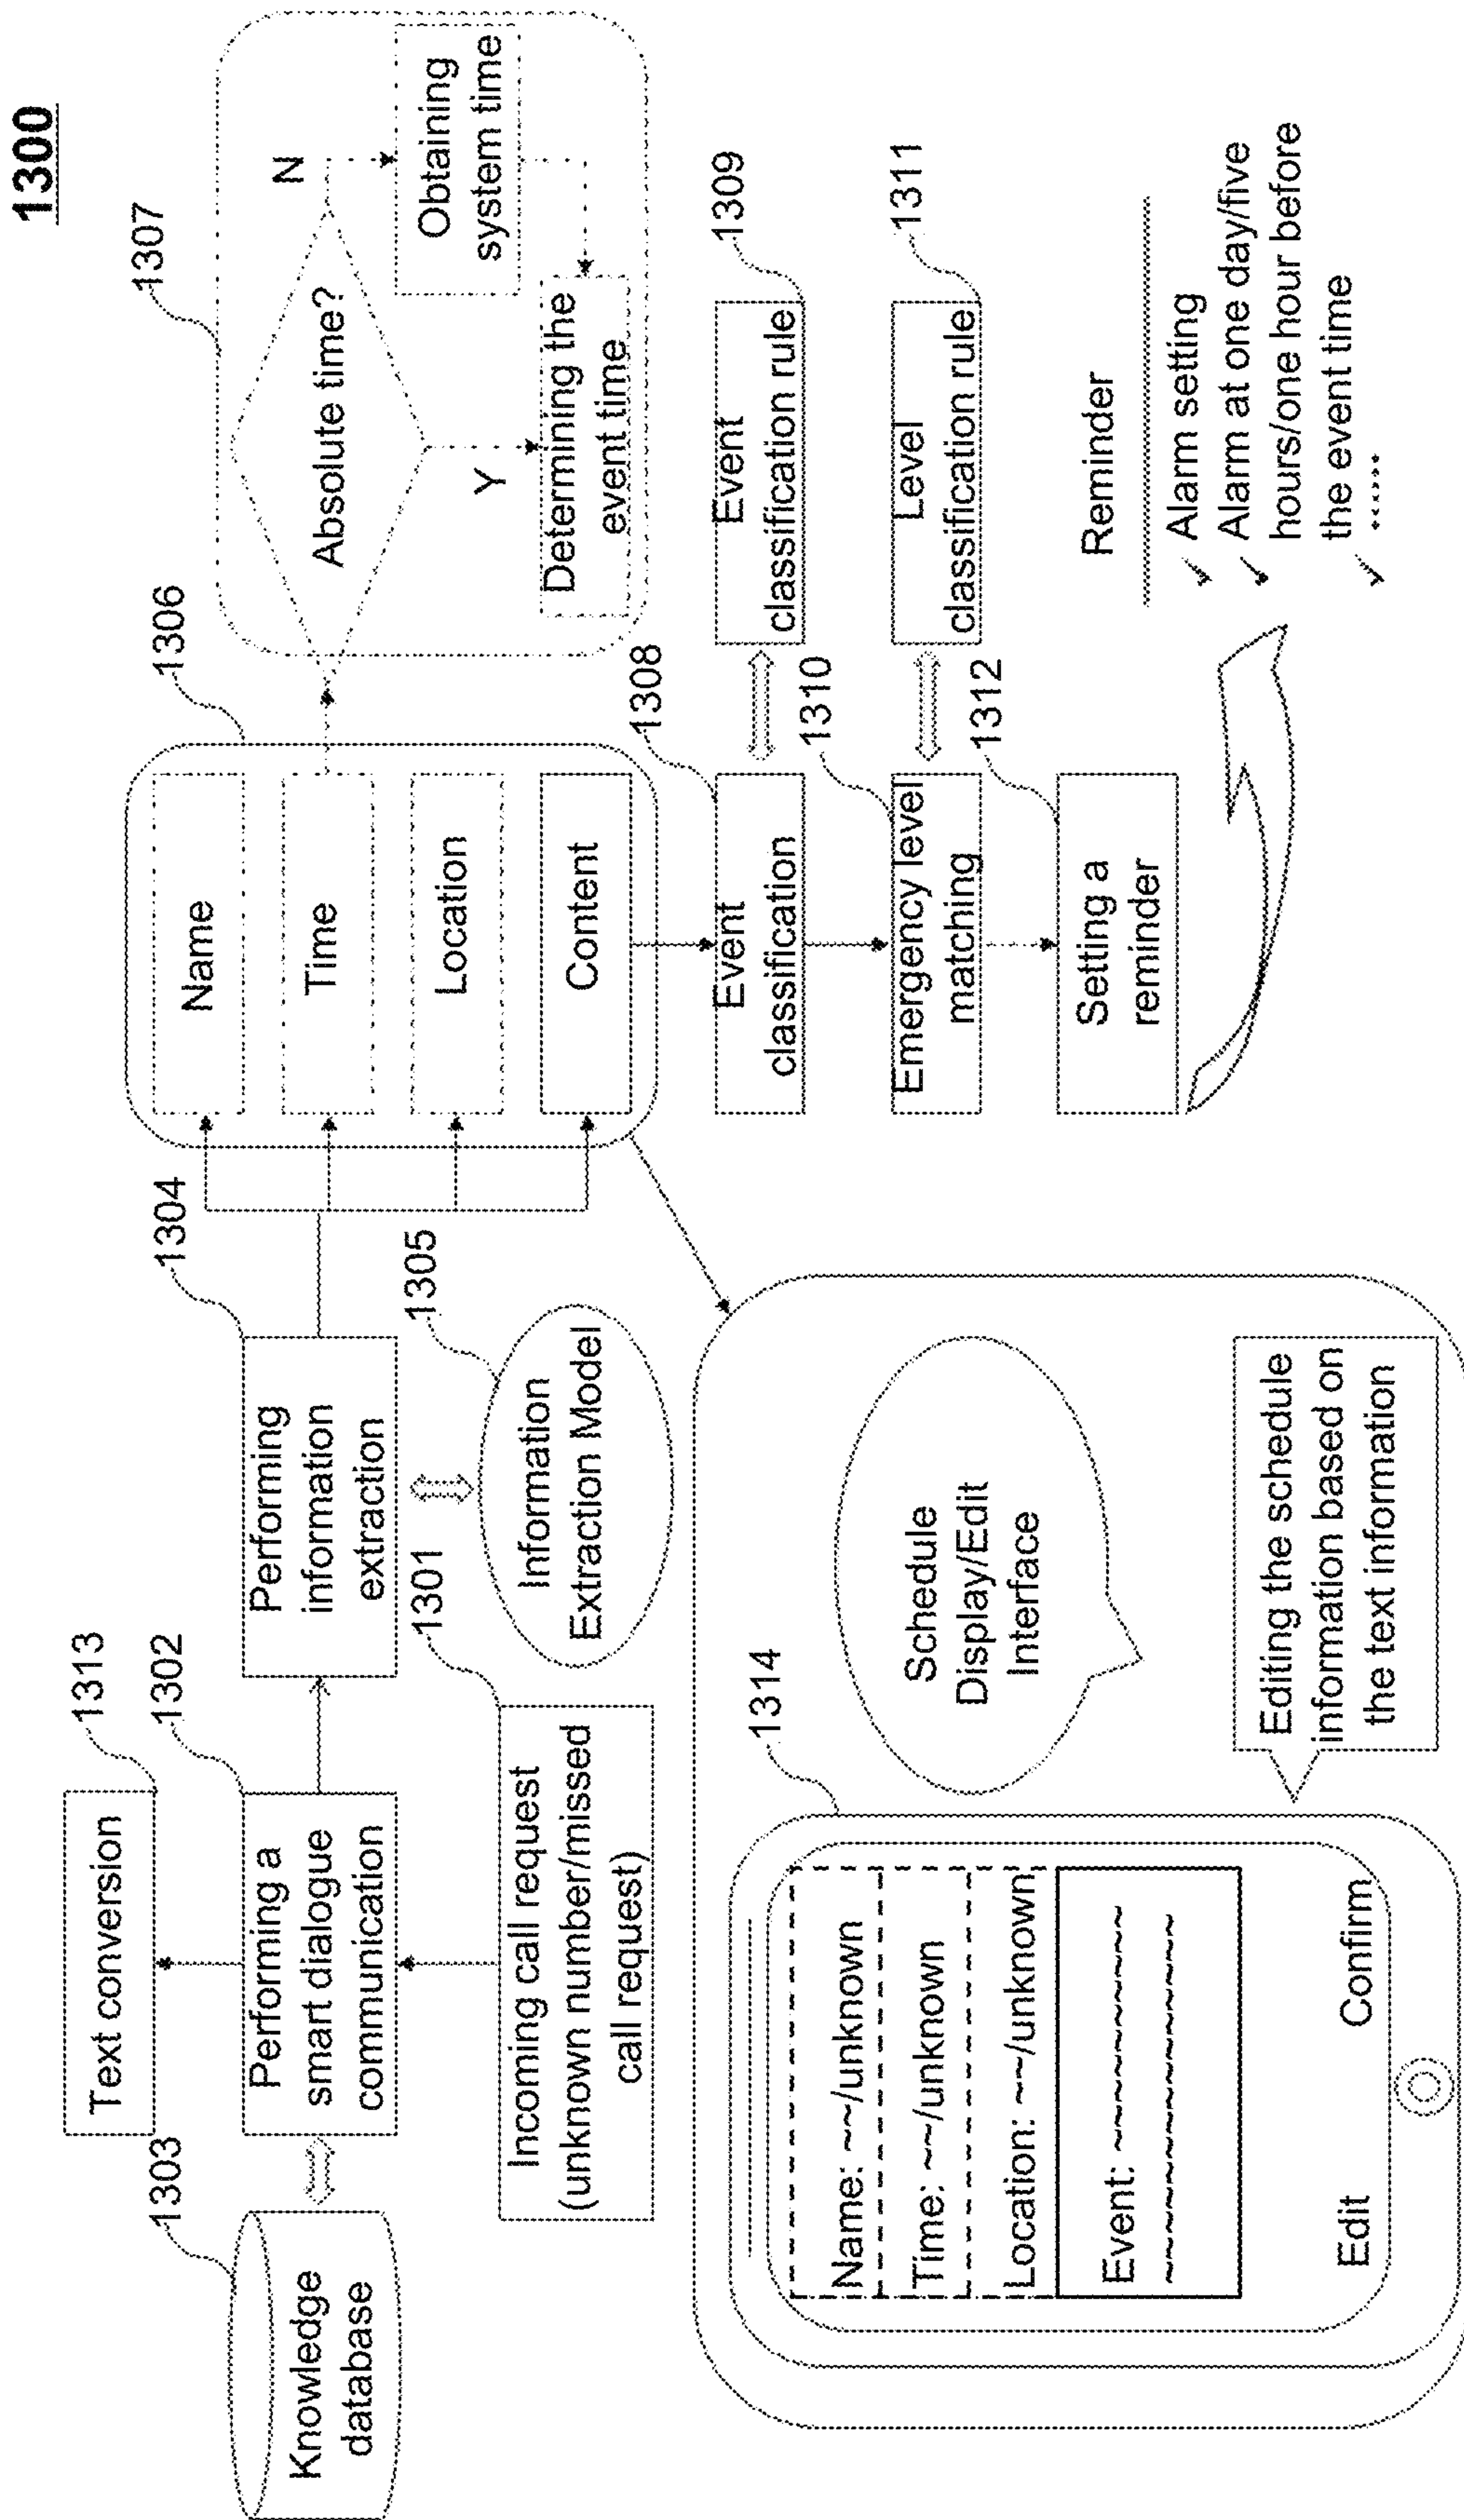 1300
1313
Text conversion
1302
Performing a
smart dialogue
communication
1303
Knowledge
database
1301
Incoming call request
(unknown number/missed
call request)
1304
Performing
information
extraction
1305
Information
Extraction Model
1306
Name
Time
Location
Content
1307
Absolute time?
N
Obtaining
system time
Y
Determining the
event time
1308
Event
classification
1309
Event
classification rule
1310
Emergency level
matching
1311
Level
classification rule
1312
Setting a
reminder
Reminder
✓ Alarm setting
✓ Alarm at one day/five
hours/one hour before
the event time
✓ ......
1314
Name: ~~/unknown
Time: ~~/unknown
Location: ~~/unknown
Event: ~~~~~~~~~~
~~~~~~~~~~~~~~~
Edit Confirm
Schedule
Display/Edit
Interface
Editing the schedule
information based on
the text information